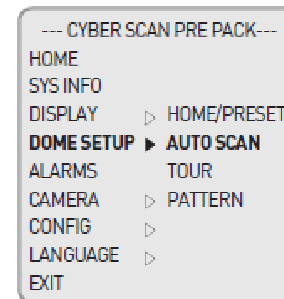 --- CYBER SCAN PRE PACK---
HOME
SYS INFO
DISPLAY ▷ HOME/PRESET
DOME SETUP ▶ AUTO SCAN
ALARMS TOUR
CAMERA ▷ PATTERN
CONFIG ▷
LANGUAGE ▷
EXIT